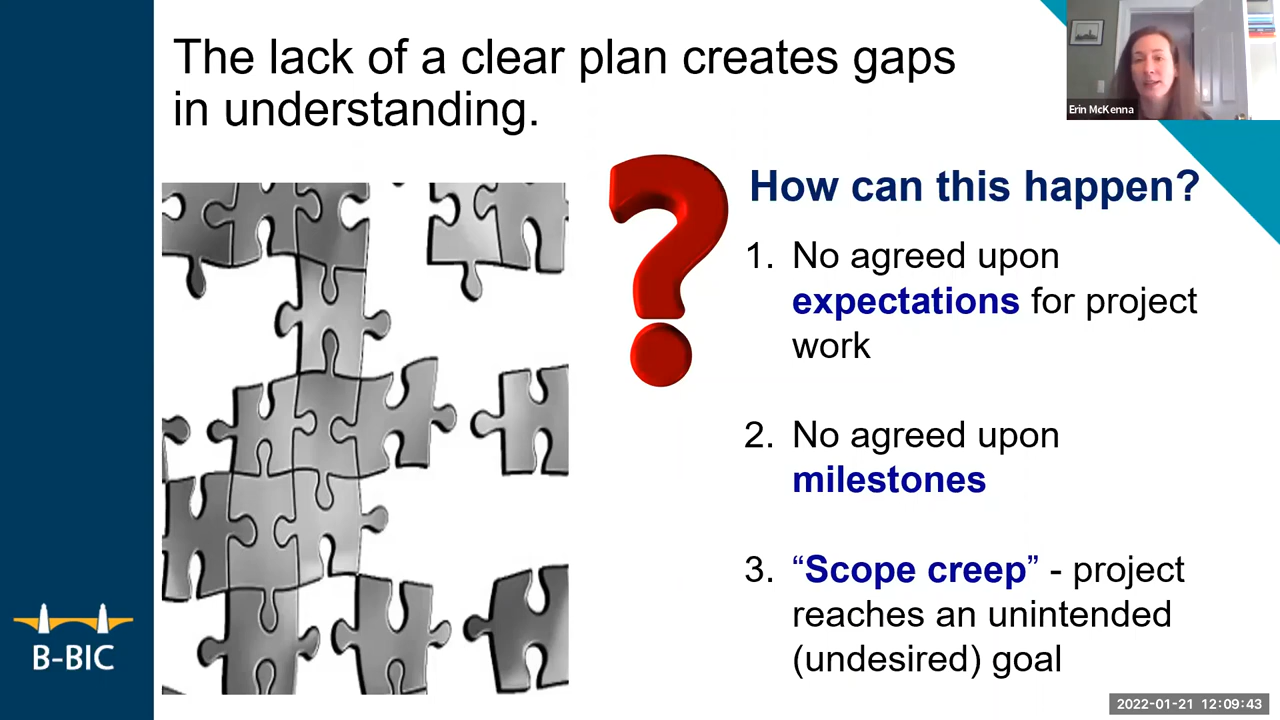 The lack of a clear plan creates gaps
in understanding.
Erin McKenna
How can this happen?
1. No agreed upon
expectations for project
work
2. No agreed upon
milestones
3. “Scope creep” - project
reaches an unintended
(undesired) goal
B-BIC
2022-01-21 12:09:43